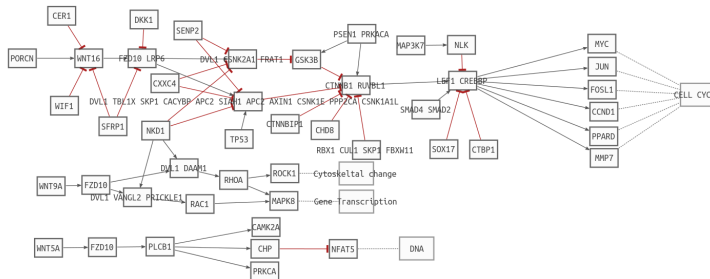 CER1
DKK1
SENP2
PSEN1 PRKACA
MAP3K7
NLK
MYC
PORCN
WNT16
FZD10 LRP6
DVL1 CSNK2A1 FRAT1
GSK3B
JUN
CXXC4
CTNNB1 RUVBL1
LEF1 CREBBP
FOSL1
CELL CYC
WIF1
DVL1 TBL1X SKP1 CACYBP APC2 SIAH1 APC2 AXIN1 CSNK1E PPP2CA CSNK1A1L
SMAD4 SMAD2
CCND1
SFRP1
NKD1
TP53
CTNNBIP1
CHD8
PPARD
RBX1 CUL1 SKP1 FBXW11
SOX17
CTBP1
MMP7
DVL1 DAAM1
WNT9A
FZD10
RHOA
ROCK1
Cytoskeltal change
DVL1 VANGL2 PRICKLE1
RAC1
MAPK8
Gene Transcription
CAMK2A
WNT5A
FZD10
PLCB1
CHP
NFAT5
DNA
PRKCA